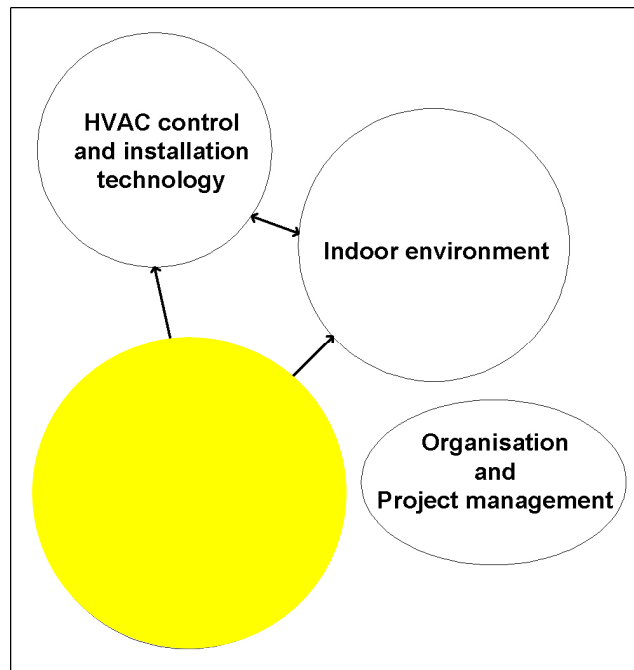 HVAC control
and installation
technology
Indoor environment
Organisation
and
Project management